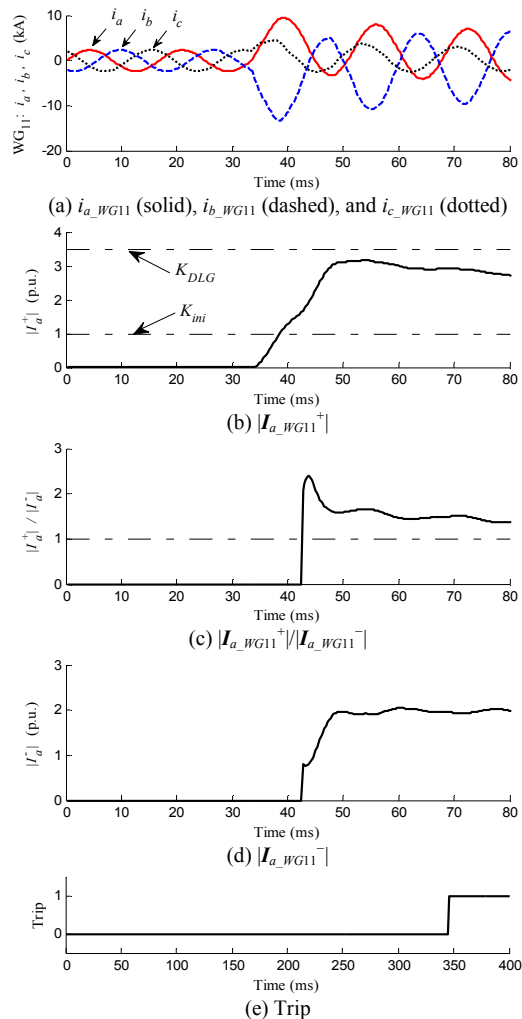 WG11: ia , ib , ic (kA)
10
0
-10
-20
ia
ib
ic
0 10 20 30 40 50 60 70 80
Time (ms)
(a) ia_WG11 (solid), ib_WG11 (dashed), and ic_WG11 (dotted)
|Ia+| (p.u.)
4
3
2
1
0
KDLG
Kini
0 10 20 30 40 50 60 70 80
Time (ms)
(b) |Ia_WG11+|
|Ia+| / |Ia-|
3
2
1
0
0 10 20 30 40 50 60 70 80
Time (ms)
(c) |Ia_WG11+|/|Ia_WG11−|
|Ia-| (p.u.)
3
2
1
0
0 10 20 30 40 50 60 70 80
Time (ms)
(d) |Ia_WG11−|
Trip
1
0
0 50 100 150 200 250 300 350 400
Time (ms)
(e) Trip